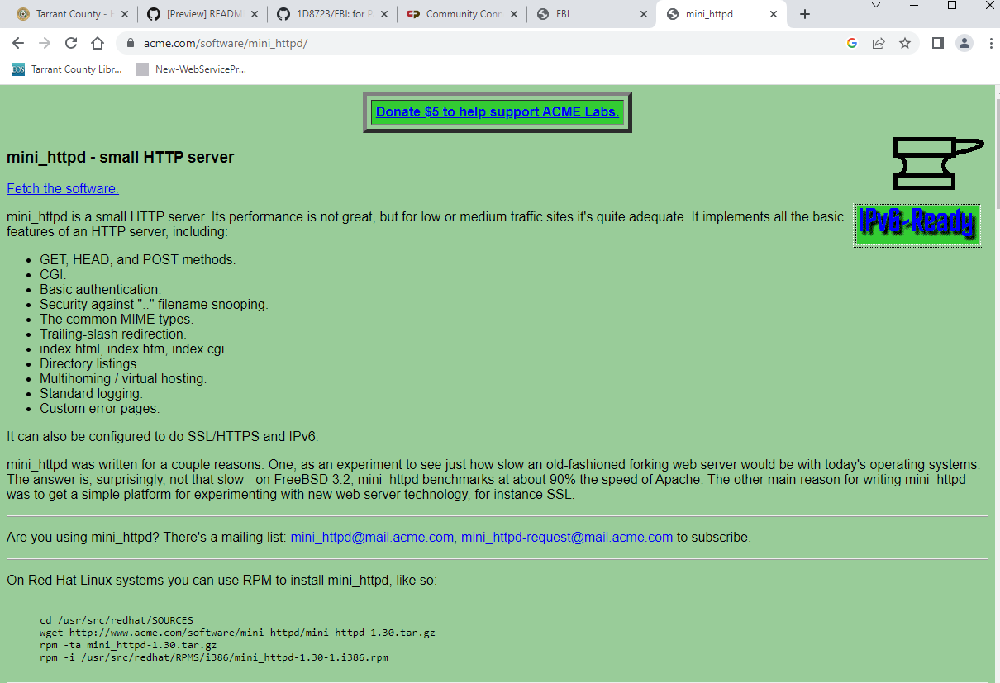 Tarrant County - H
[Preview] README
1D8723/FBI: for P
Community Conn
FBI
mini_httpd
acme.com/software/mini_httpd/
EOS Tarrant County Libr... New-WebServicePr...
Donate $5 to help support ACME Labs.
mini_httpd - small HTTP server
Fetch the software.
IPv6-Ready
mini_httpd is a small HTTP server. Its performance is not great, but for low or medium traffic sites it's quite adequate. It implements all the basic
features of an HTTP server, including:
• GET, HEAD, and POST methods.
• CGI.
• Basic authentication.
• Security against ".." filename snooping.
• The common MIME types.
• Trailing-slash redirection.
• index.html, index.htm, index.cgi
• Directory listings.
• Multihoming / virtual hosting.
• Standard logging.
• Custom error pages.
It can also be configured to do SSL/HTTPS and IPv6.
mini_httpd was written for a couple reasons. One, as an experiment to see just how slow an old-fashioned forking web server would be with today's operating systems.
The answer is, surprisingly, not that slow - on FreeBSD 3.2, mini_httpd benchmarks at about 90% the speed of Apache. The other main reason for writing mini_httpd
was to get a simple platform for experimenting with new web server technology, for instance SSL.
Are you using mini_httpd? There's a mailing list: mini_httpd@mail.acme.com, mini_httpd-request@mail.acme.com to subscribe.
On Red Hat Linux systems you can use RPM to install mini_httpd, like so:
cd /usr/src/redhat/SOURCES
wget http://www.acme.com/software/mini_httpd/mini_httpd-1.30.tar.gz
rpm -ta mini_httpd-1.30.tar.gz
rpm -i /usr/src/redhat/RPMS/i386/mini_httpd-1.30-1.i386.rpm